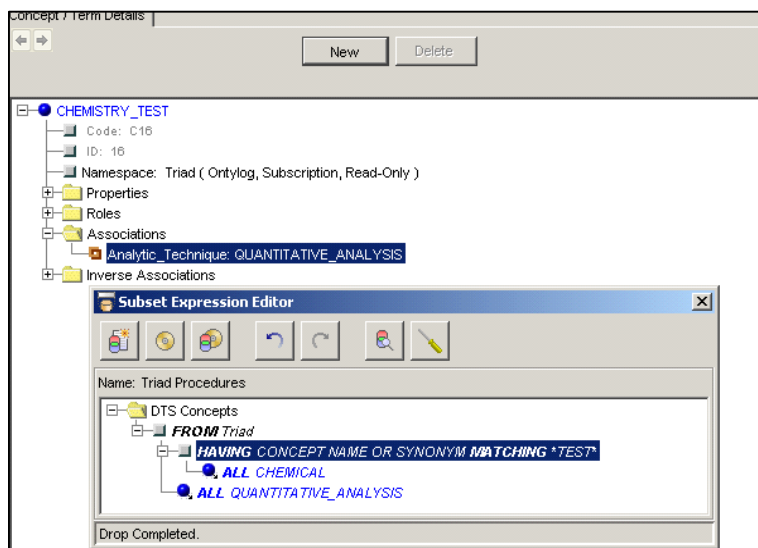 Concept / Term Details
New
Delete
CHEMISTRY_TEST
Code: C16
ID: 16
Namespace: Triad ( Ontylog, Subscription, Read-Only )
Properties
Roles
Associations
Analytic_Technique: QUANTITATIVE_ANALYSIS
Inverse Associations
Subset Expression Editor
Name: Triad Procedures
DTS Concepts
FROM Triad
HAVING CONCEPT NAME OR SYNONYM MATCHING *TEST*
ALL CHEMICAL
ALL QUANTITATIVE_ANALYSIS
Drop Completed.